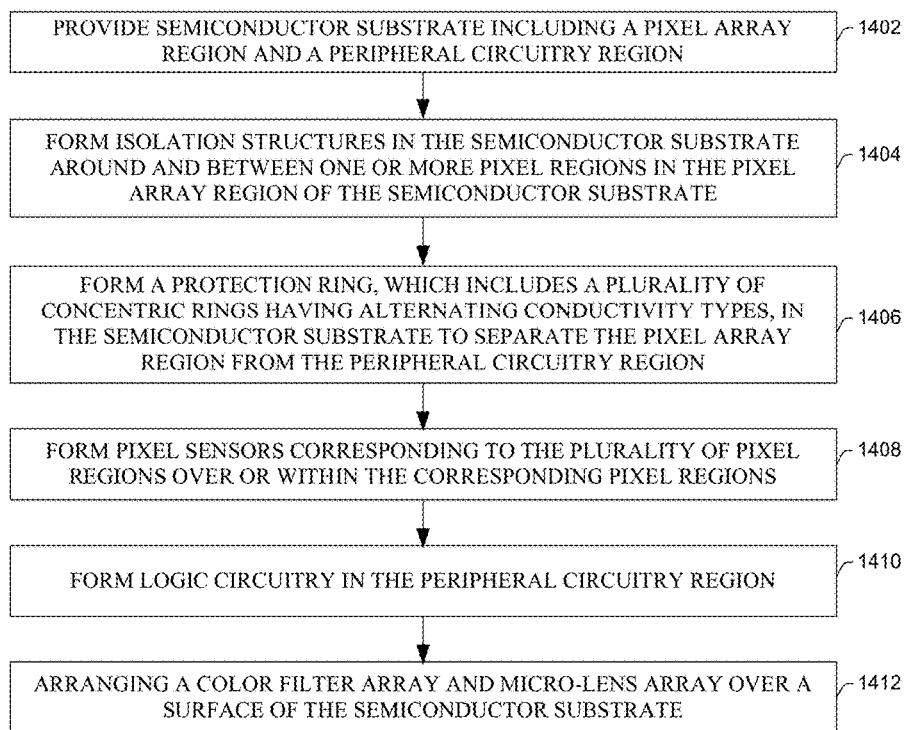 PROVIDE SEMICONDUCTOR SUBSTRATE INCLUDING A PIXEL ARRAY
REGION AND A PERIPHERAL CIRCUITRY REGION
1402
FORM ISOLATION STRUCTURES IN THE SEMICONDUCTOR SUBSTRATE
AROUND AND BETWEEN ONE OR MORE PIXEL REGIONS IN THE PIXEL
ARRAY REGION OF THE SEMICONDUCTOR SUBSTRATE
1404
FORM A PROTECTION RING, WHICH INCLUDES A PLURALITY OF
CONCENTRIC RINGS HAVING ALTERNATING CONDUCTIVITY TYPES, IN
THE SEMICONDUCTOR SUBSTRATE TO SEPARATE THE PIXEL ARRAY
REGION FROM THE PERIPHERAL CIRCUITRY REGION
1406
FORM PIXEL SENSORS CORRESPONDING TO THE PLURALITY OF PIXEL
REGIONS OVER OR WITHIN THE CORRESPONDING PIXEL REGIONS
1408
FORM LOGIC CIRCUITRY IN THE PERIPHERAL CIRCUITRY REGION
1410
ARRANGING A COLOR FILTER ARRAY AND MICRO-LENS ARRAY OVER A
SURFACE OF THE SEMICONDUCTOR SUBSTRATE
1412